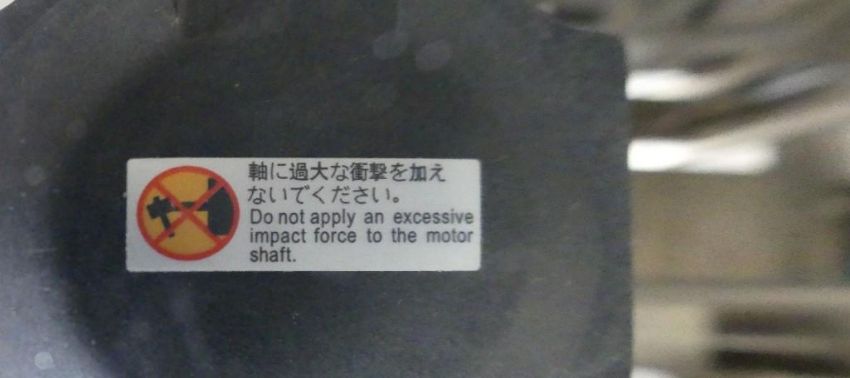 軸に過大な衝撃を加え
ないでください。
Do not apply an excessive
impact force to the motor
shaft.